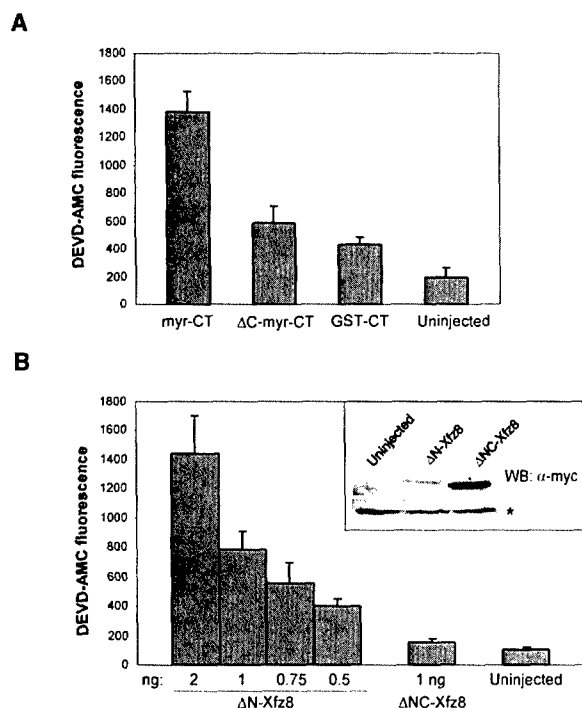 A
DEVD-AMC fluorescence
1800
1600
1400
1200
1000
800
600
400
200
0
myr-CT ΔC-myr-CT GST-CT Uninjected
B
DEVD-AMC fluorescence
1800
1600
1400
1200
1000
800
600
400
200
0
Uninjected
ΔN-Xfz8
ΔNC-Xfz8
WB: α-myc
*
ng: 2 1 0.75 0.5 1 ng Uninjected
ΔN-Xfz8 ΔNC-Xfz8